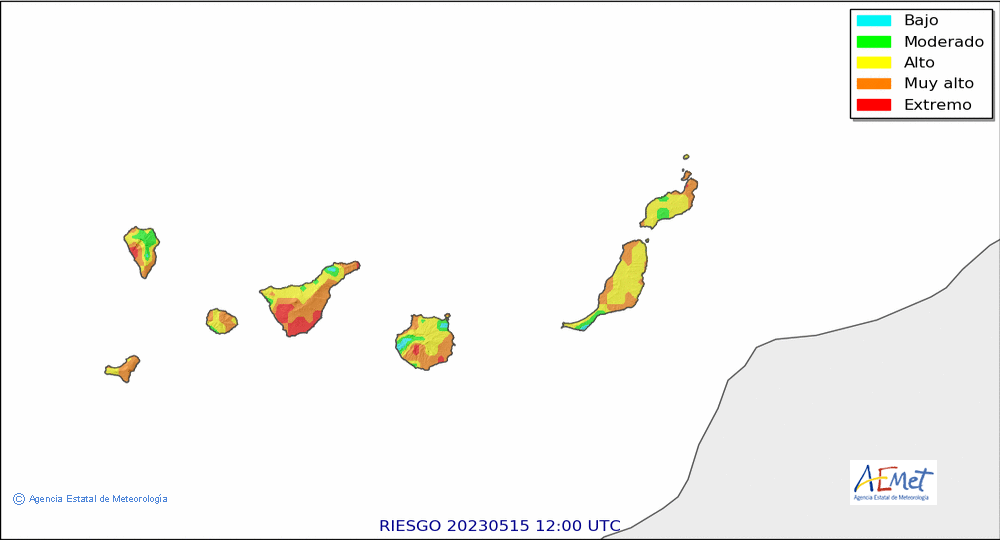 Bajo
Moderado
Alto
Muy alto
Extremo
AEMet
Agencia Estatal de Meteorología
© Agencia Estatal de Meteorología
RIESGO 20230515 12:00 UTC